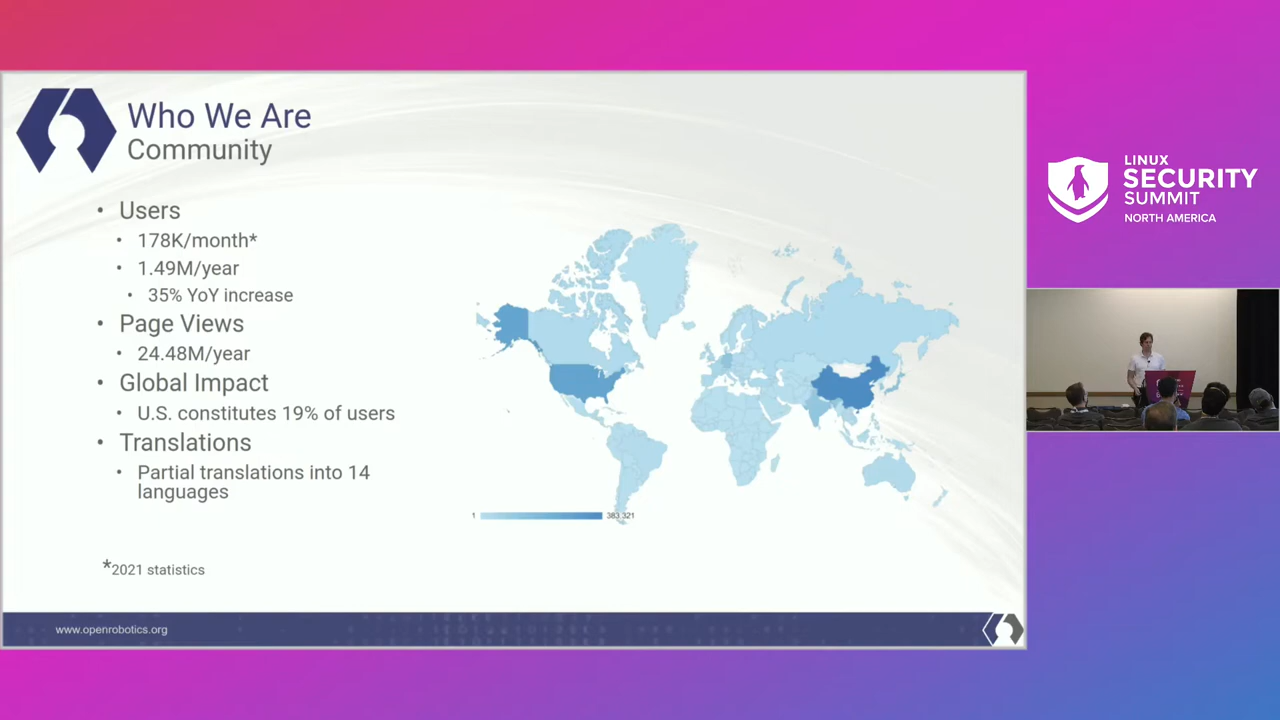 Who We Are
Community
• Users
• 178K/month*
• 1.49M/year
• 35% YoY increase
• Page Views
• 24.48M/year
• Global Impact
• U.S. constitutes 19% of users
• Translations
• Partial translations into 14
languages
1
383,321
*2021 statistics
www.openrobotics.org
LINUX
SECURITY
SUMMIT
NORTH AMERICA